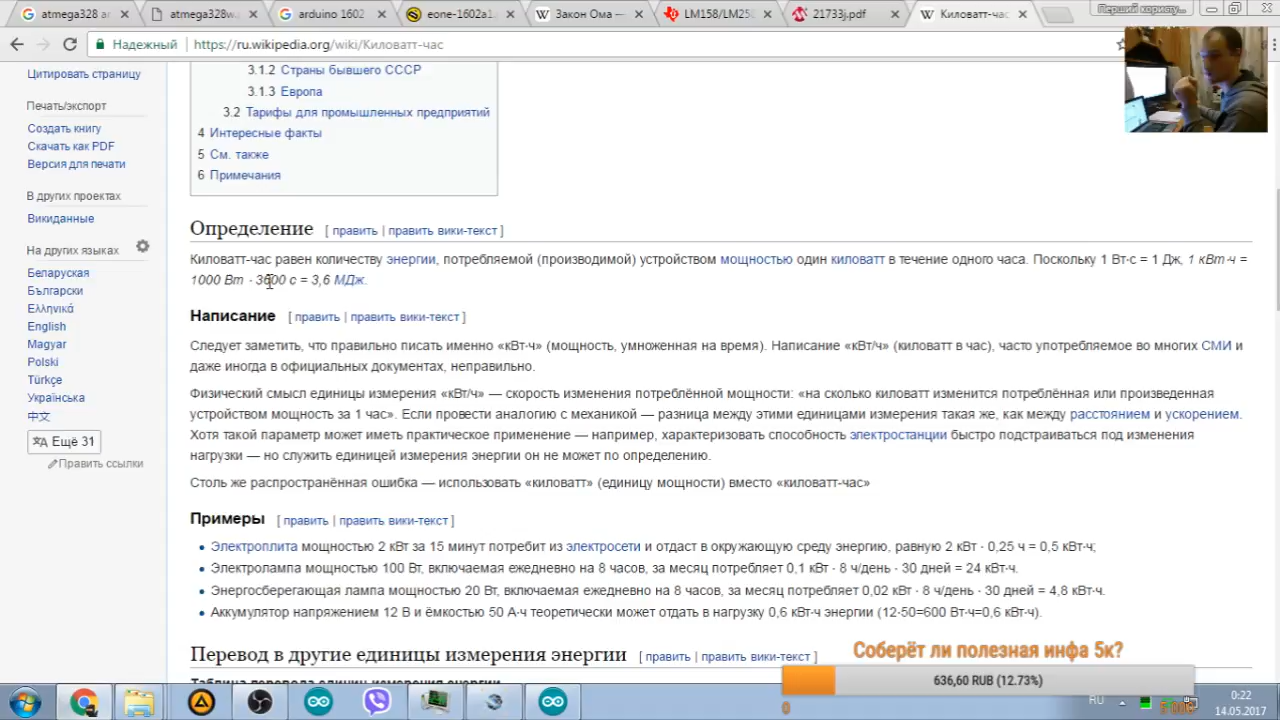 atmega328 ar
atmega328w.p
arduino 1602
eone-1602a1.
Закон Ома —
LM158/LM258
21733j.pdf
Киловатт-час
Перший користу...
Надежный
https://ru.wikipedia.org/wiki/Киловатт-час
Цитировать страницу
Печать/экспорт
Создать книгу
Скачать как PDF
Версия для печати
В других проектах
Викиданные
На других языках
Беларуская
Български
Ελληνικά
English
Magyar
Polski
Türkçe
Українська
中文
Ещё 31
Править ссылки
3.1.2 Страны бывшего СССР
3.1.3 Европа
3.2 Тарифы для промышленных предприятий
4 Интересные факты
5 См. также
6 Примечания
Определение [ править | править вики-текст ]
Киловатт-час равен количеству энергии, потребляемой (производимой) устройством мощностью один киловатт в течение одного часа. Поскольку 1 Вт·с = 1 Дж, 1 кВт·ч =
1000 Вт · 3600 с = 3,6 МДж.
Написание [ править | править вики-текст ]
Следует заметить, что правильно писать именно «кВт·ч» (мощность, умноженная на время). Написание «кВт/ч» (киловатт в час), часто употребляемое во многих СМИ и
даже иногда в официальных документах, неправильно.
Физический смысл единицы измерения «кВт/ч» — скорость изменения потреблённой мощности: «на сколько киловатт изменится потреблённая или произведенная
устройством мощность за 1 час». Если провести аналогию с механикой — разница между этими единицами измерения такая же, как между расстоянием и ускорением.
Хотя такой параметр может иметь практическое применение — например, характеризовать способность электростанции быстро подстраиваться под изменения
нагрузки — но служить единицей измерения энергии он не может по определению.
Столь же распространённая ошибка — использовать «киловатт» (единицу мощности) вместо «киловатт-час»
Примеры [ править | править вики-текст ]
Электроплита мощностью 2 кВт за 15 минут потребит из электросети и отдаст в окружающую среду энергию, равную 2 кВт · 0,25 ч = 0,5 кВт·ч;
Электролампа мощностью 100 Вт, включаемая ежедневно на 8 часов, за месяц потребляет 0,1 кВт · 8 ч/день · 30 дней = 24 кВт·ч.
Энергосберегающая лампа мощностью 20 Вт, включаемая ежедневно на 8 часов, за месяц потребляет 0,02 кВт · 8 ч/день · 30 дней = 4,8 кВт·ч.
Аккумулятор напряжением 12 В и ёмкостью 50 А·ч теоретически может отдать в нагрузку 0,6 кВт·ч энергии (12·50=600 Вт·ч=0,6 кВт·ч).
Перевод в другие единицы измерения энергии [ править | править вики-текст ]
Соберёт ли полезная инфа 5к?
636,60 RUB (12.73%)
0
RU
0:22
14.05.2017